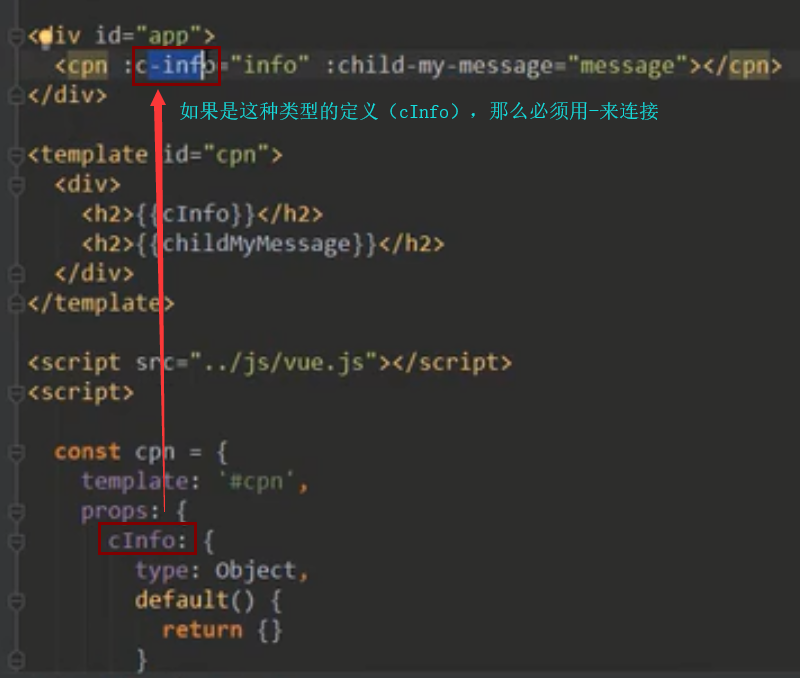 <div id="app">
<cpn :c-info="info" :child-my-message="message"></cpn>
</div>
如果是这种类型的定义（cInfo），那么必须用-来连接
<template id="cpn">
<div>
<h2>{{cInfo}}</h2>
<h2>{{childMyMessage}}</h2>
</div>
</template>
<script src="../js/vue.js"></script>
<script>
const cpn = {
template: `#cpn`,
props: {
cInfo: {
type: Object,
default() {
return {}
}